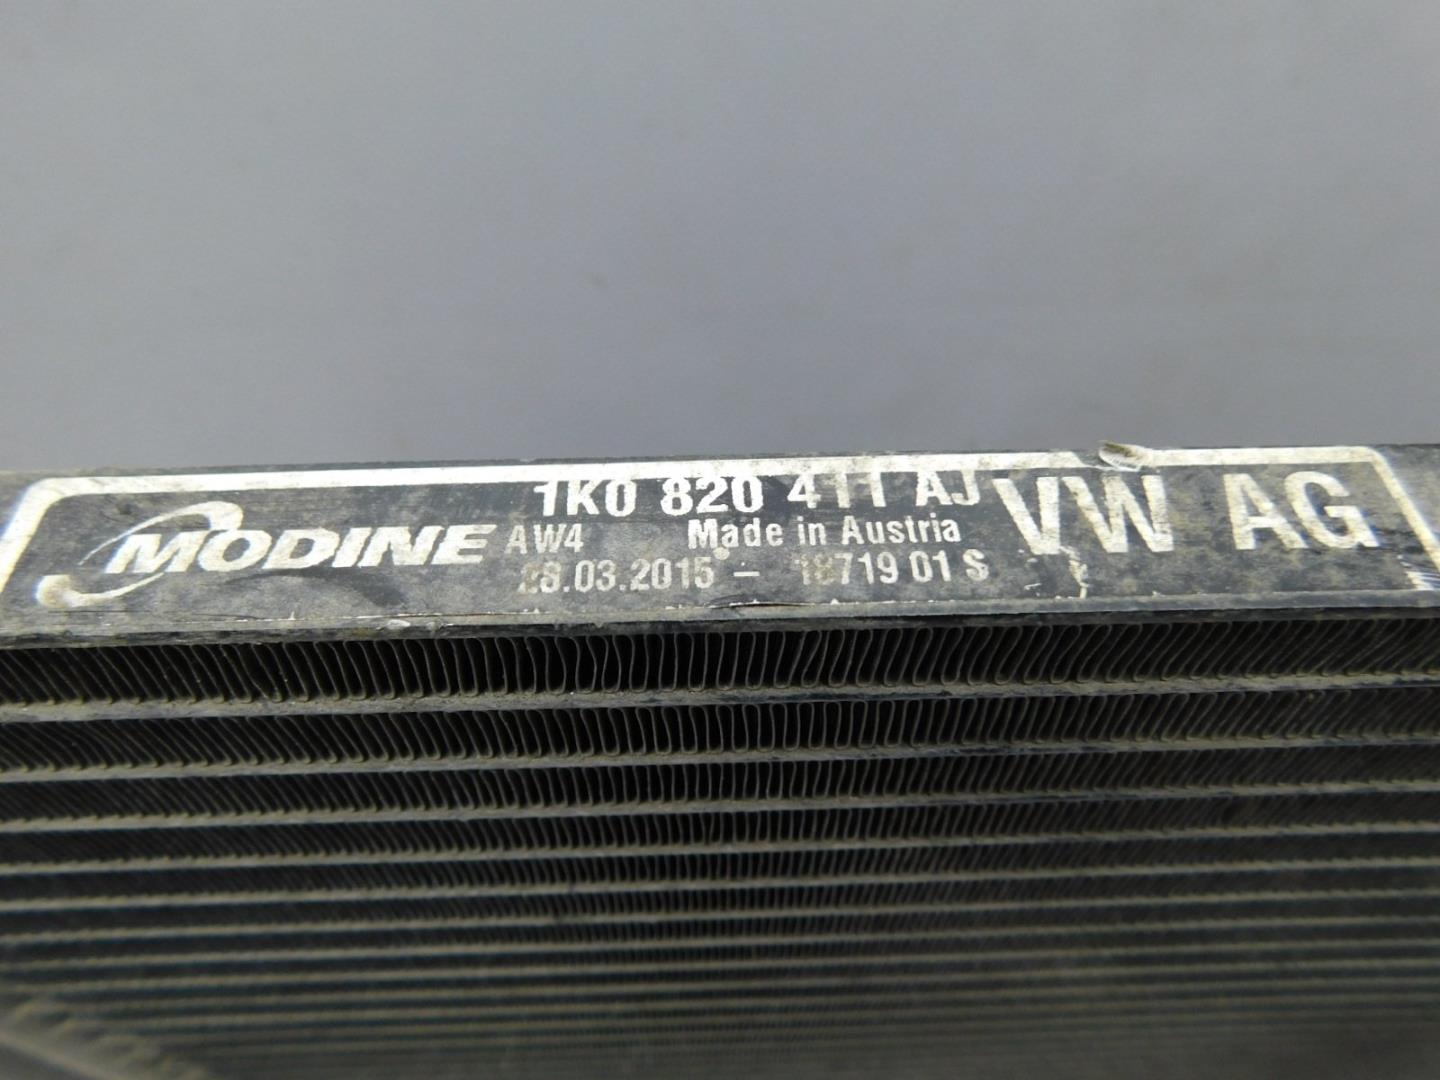 1K0 820 411 AJ VW AG
MODINE AW4 Made in Austria
28.03.2015 - 18719 01 S